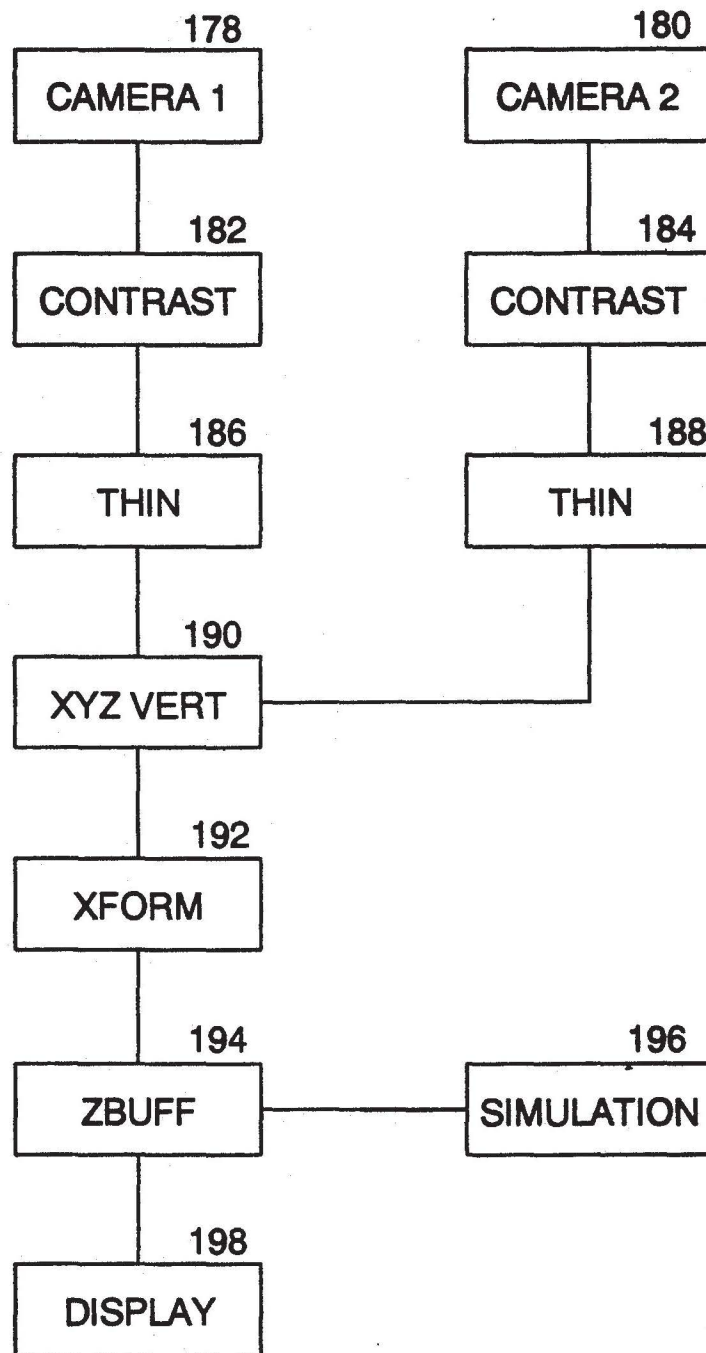 178
180
CAMERA 1
CAMERA 2
182
184
CONTRAST
CONTRAST
186
188
THIN
THIN
190
XYZ VERT
192
XFORM
194
196
ZBUFF
SIMULATION
198
DISPLAY